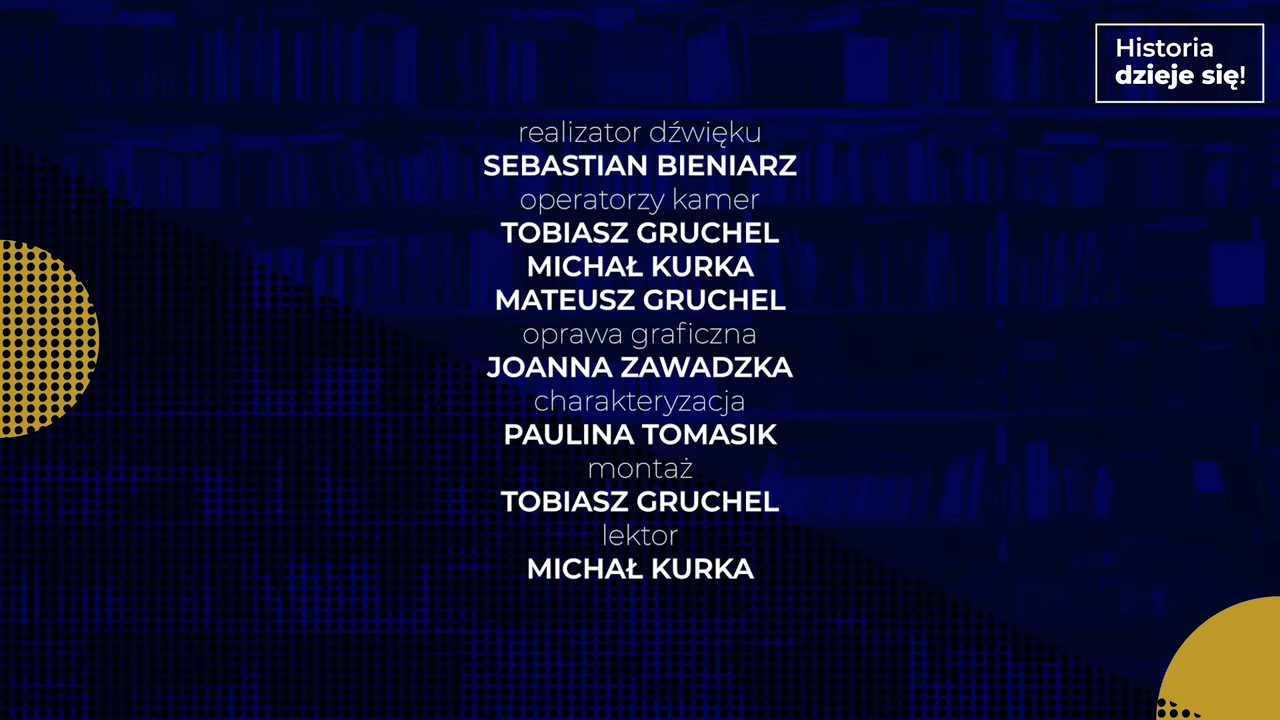 Historia
dzieje się!
realizator dźwięku
SEBASTIAN BIENIARZ
operatorzy kamer
TOBIASZ GRUCHEL
MICHAŁ KURKA
MATEUSZ GRUCHEL
oprawa graficzna
JOANNA ZAWADZKA
charakteryzacja
PAULINA TOMASIK
montaż
TOBIASZ GRUCHEL
lektor
MICHAŁ KURKA